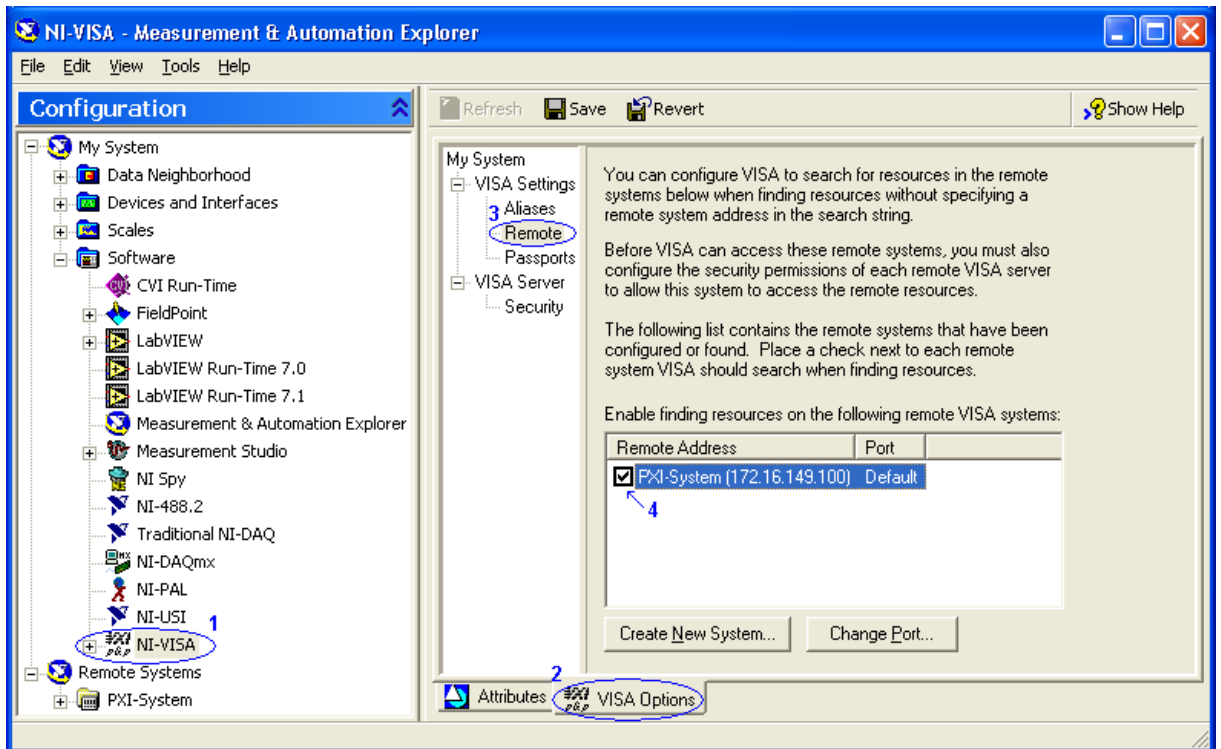 NI-VISA - Measurement & Automation Explorer
File Edit View Tools Help
Configuration
My System
Data Neighborhood
Devices and Interfaces
Scales
Software
CVI Run-Time
FieldPoint
LabVIEW
LabVIEW Run-Time 7.0
LabVIEW Run-Time 7.1
Measurement & Automation Explorer
Measurement Studio
NI Spy
NI-488.2
Traditional NI-DAQ
NI-DAQmx
NI-PAL
NI-USI
1
NI-VISA
Remote Systems
PXI-System
Refresh Save Revert Show Help
My System
VISA Settings
Aliases
3
Remote
Passports
VISA Server
Security
You can configure VISA to search for resources in the remote
systems below when finding resources without specifying a
remote system address in the search string.
Before VISA can access these remote systems, you must also
configure the security permissions of each remote VISA server
to allow this system to access the remote resources.
The following list contains the remote systems that have been
configured or found. Place a check next to each remote
system VISA should search when finding resources.
Enable finding resources on the following remote VISA systems:
Remote Address Port
PXI-System (172.16.149.100) Default
4
Create New System... Change Port...
2
Attributes VISA Options